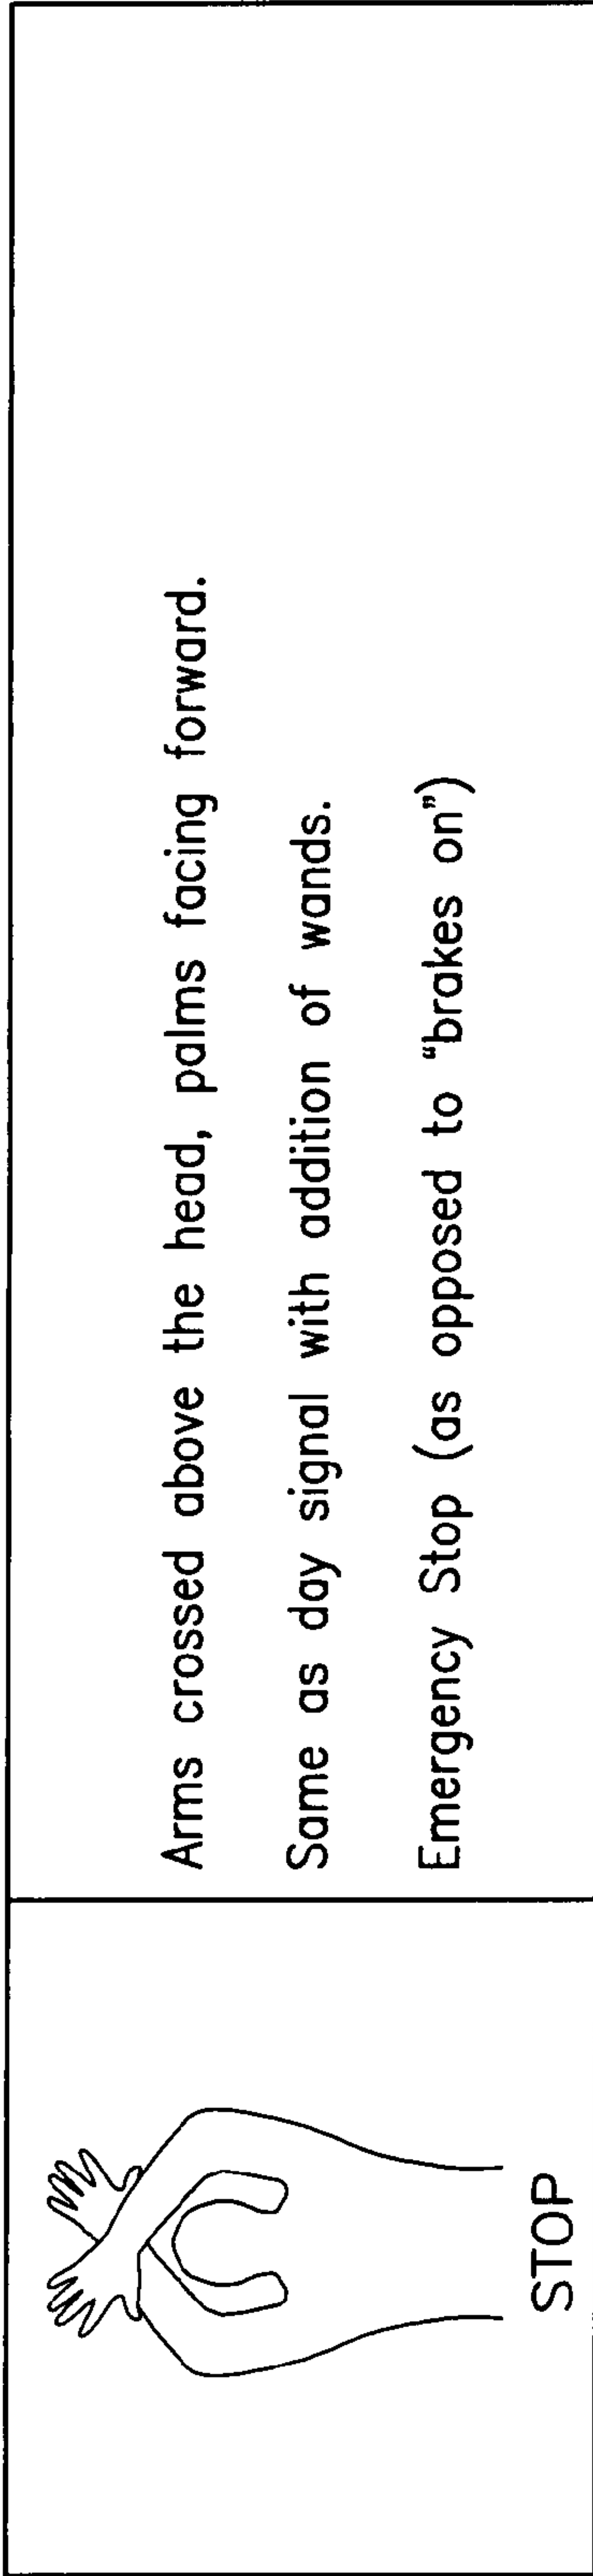 STOP
Arms crossed above the head, palms facing forward.
Same as day signal with addition of wands.
Emergency Stop (as opposed to “brakes on”)